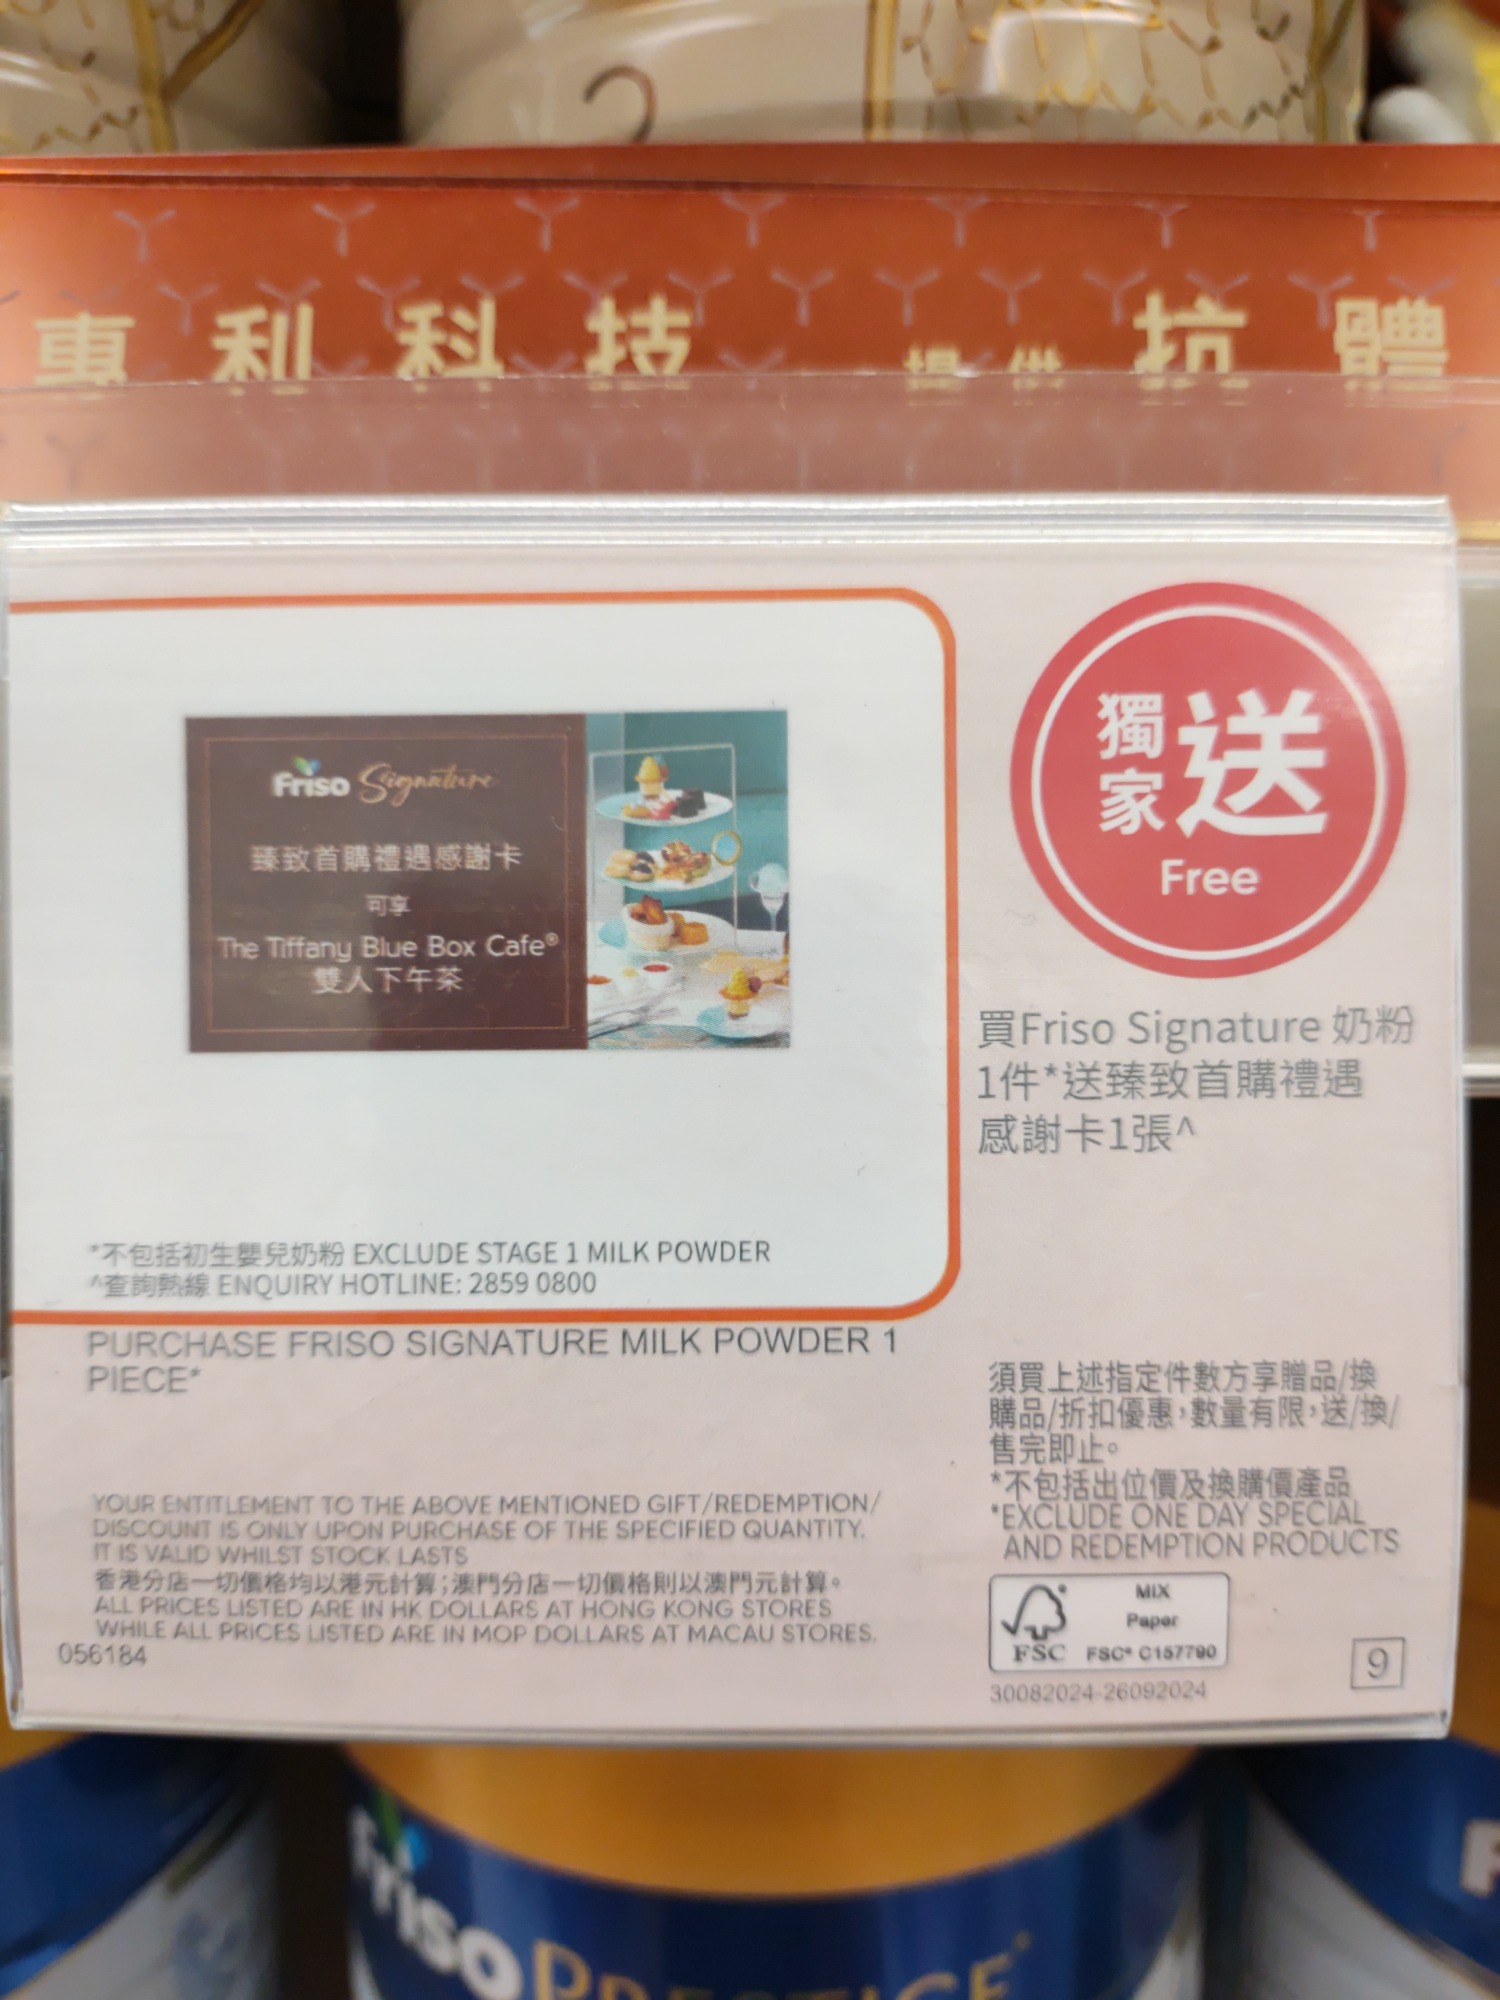 專利科技 提供 抗體
Friso Signature
臻致首購禮遇感謝卡
可享
The Tiffany Blue Box Cafe®
雙人下午茶
獨家送
Free
買Friso Signature 奶粉
1件*送臻致首購禮遇
感謝卡1張^
*不包括初生嬰兒奶粉 EXCLUDE STAGE 1 MILK POWDER
^查詢熱線 ENQUIRY HOTLINE: 2859 0800
PURCHASE FRISO SIGNATURE MILK POWDER 1
PIECE*
須買上述指定件數方享贈品/換
購品/折扣優惠,數量有限,送/換/
售完即止。
*不包括出位價及換購價產品
*EXCLUDE ONE DAY SPECIAL
AND REDEMPTION PRODUCTS
YOUR ENTITLEMENT TO THE ABOVE MENTIONED GIFT/REDEMPTION/
DISCOUNT IS ONLY UPON PURCHASE OF THE SPECIFIED QUANTITY.
IT IS VALID WHILST STOCK LASTS
香港分店一切價格均以港元計算;澳門分店一切價格則以澳門元計算。
ALL PRICES LISTED ARE IN HK DOLLARS AT HONG KONG STORES
WHILE ALL PRICES LISTED ARE IN MOP DOLLARS AT MACAU STORES.
056184
MIX
Paper
FSC FSC® C157790
30082024-26092024
9
Friso PRESTIGE